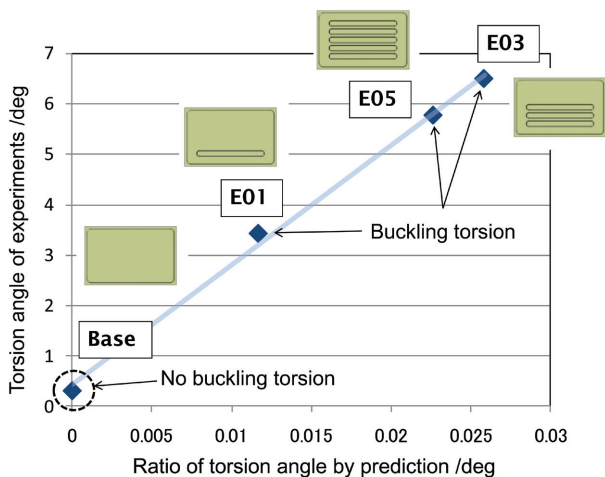 E03
7
6
5
4
3
2
1
0
E05
E01
Buckling torsion
Base
No buckling torsion
Torsion angle of experiments /deg
0 0.005 0.01 0.015 0.02 0.025 0.03
Ratio of torsion angle by prediction /deg